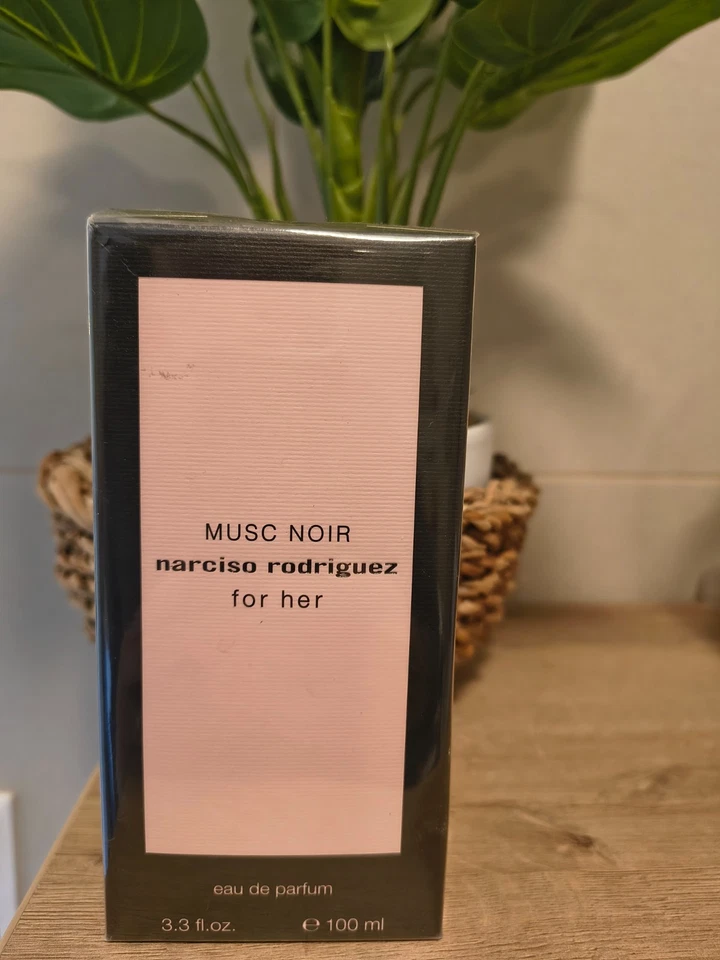 MUSC NOIR
narciso rodriguez
for her
eau de parfum
3.3 fl.oz. ℮ 100 ml